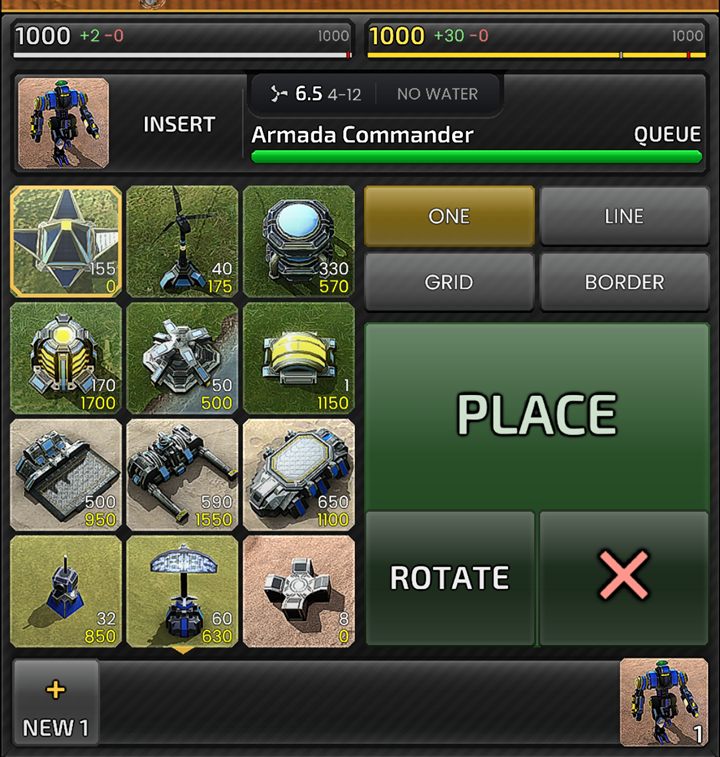 1000 +2 -0 1000
1000 +30 -0 1000
6.5 4-12 NO WATER
INSERT
Armada Commander QUEUE
155
0
40
175
330
570
ONE LINE
GRID BORDER
170
1700
50
500
1
1150
PLACE
500
950
590
1550
650
1100
32
850
60
630
8
0
ROTATE
+
NEW 1
1